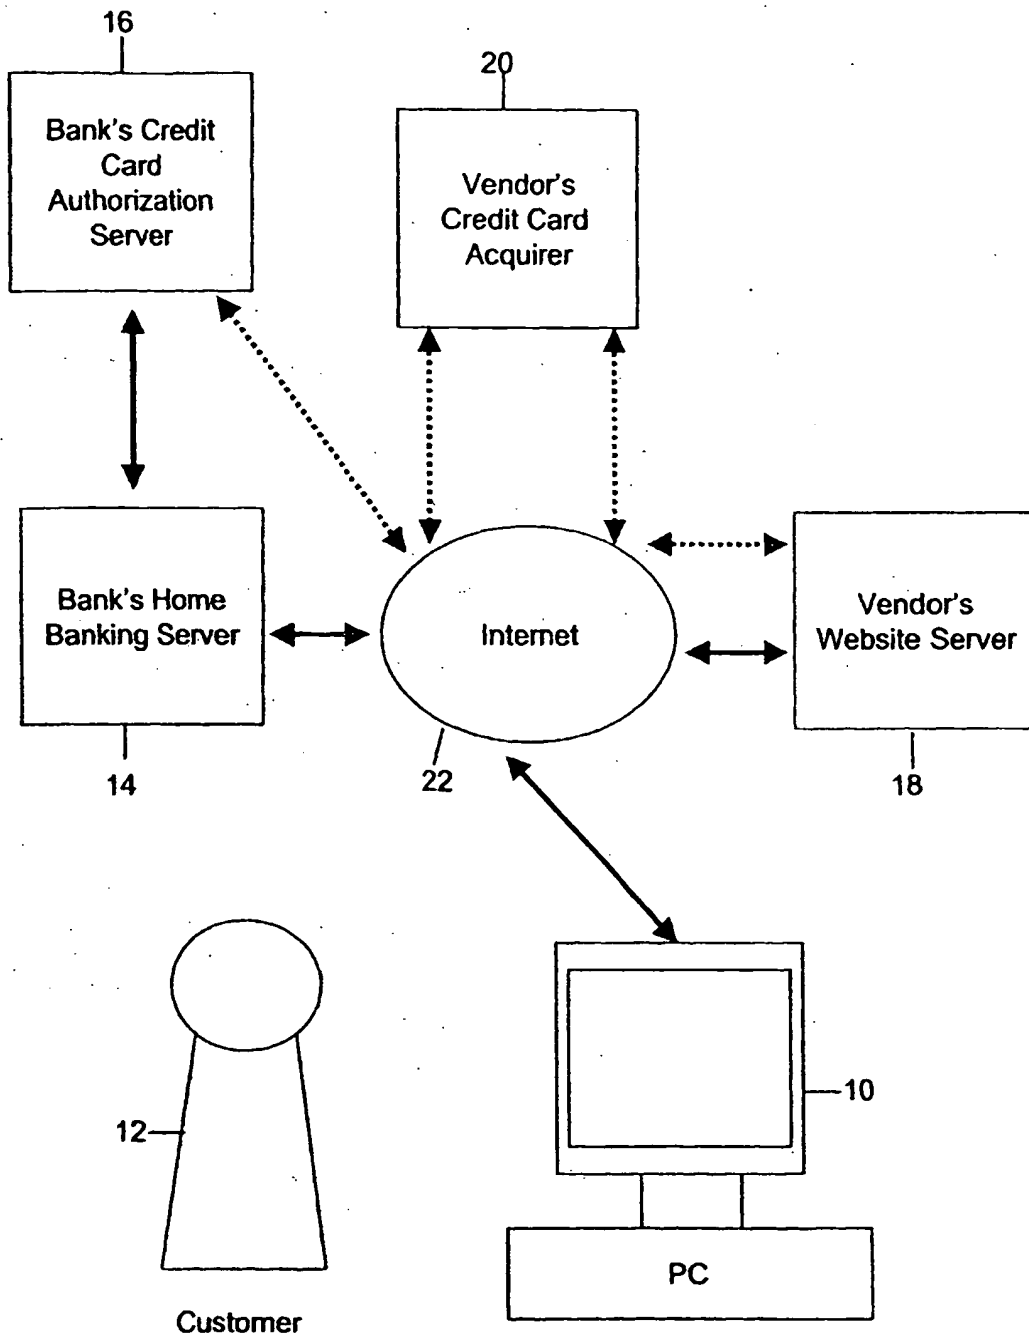 16
20
Bank's Credit
Card
Authorization
Server
Vendor's
Credit Card
Acquirer
Bank's Home
Banking Server
Internet
Vendor's
Website Server
14
22
18
12
10
PC
Customer